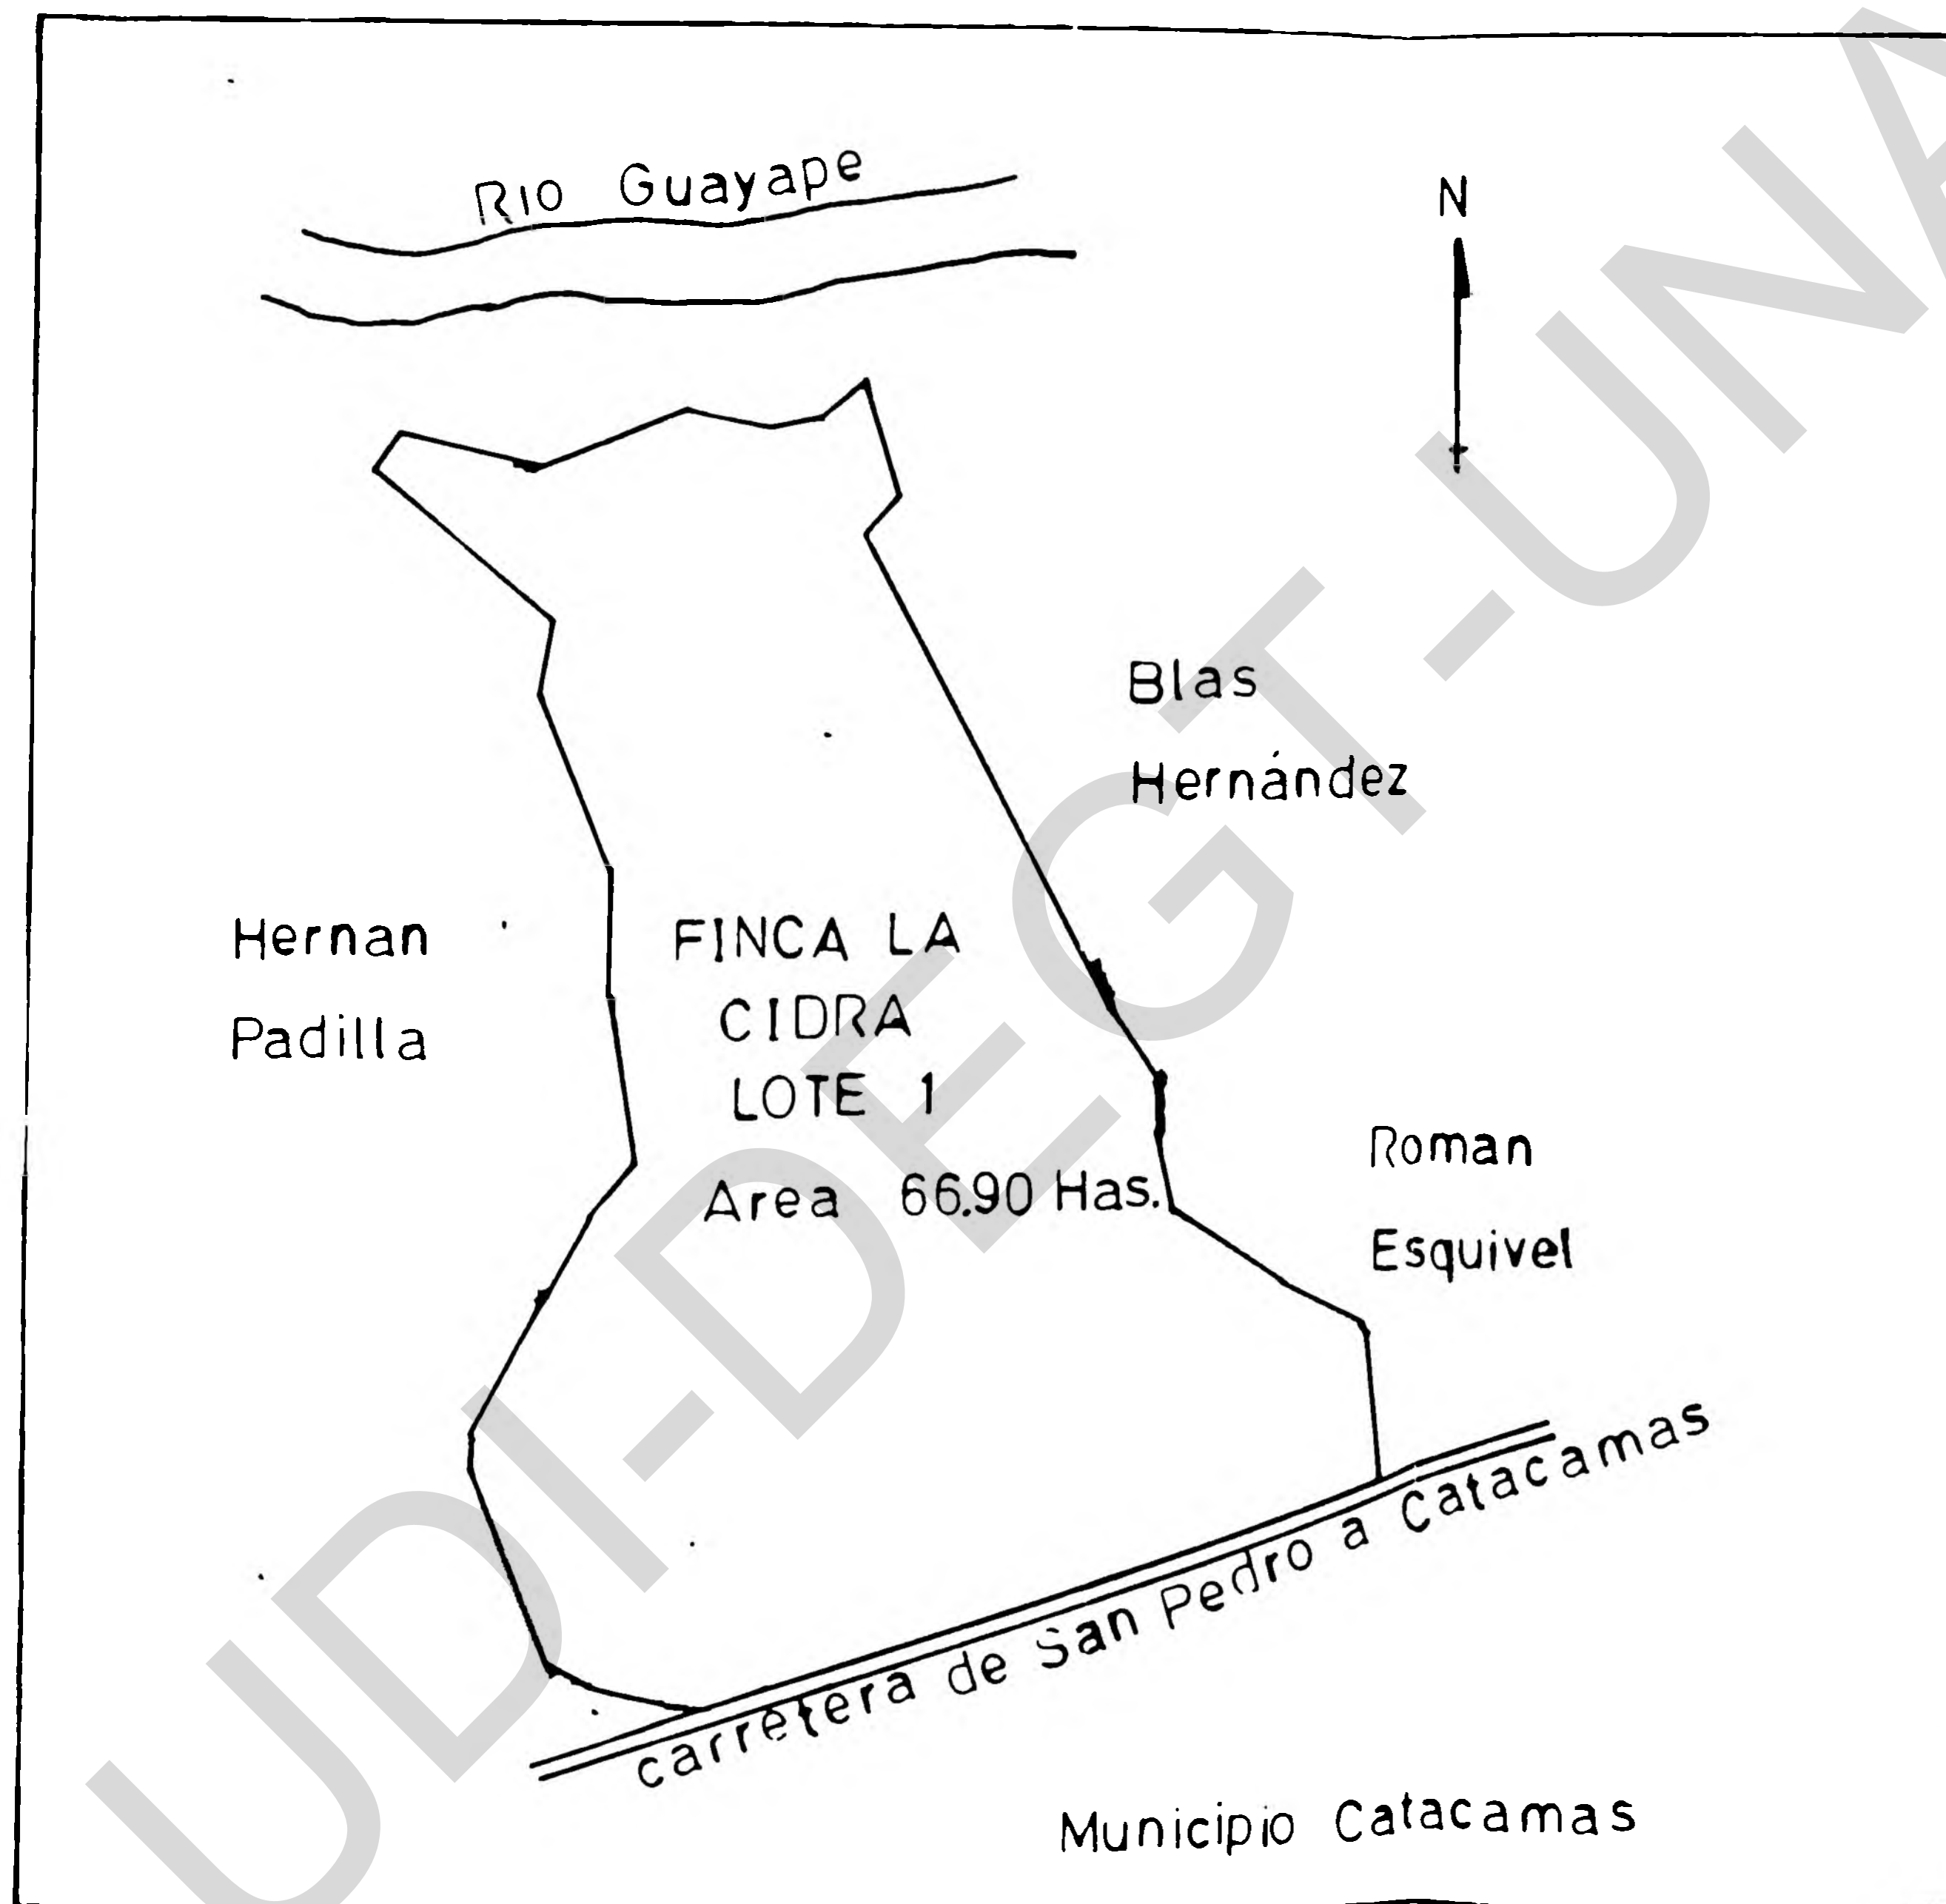 Rio Guayape
N
Blas
Hernández
Hernan
Padilla
FINCA LA
CIDRA
LOTE 1
Area 66.90 Has.
Roman
Esquivel
carretera de San Pedro a Catacamas
Municipio Catacamas
UDI-DEGT-UNA